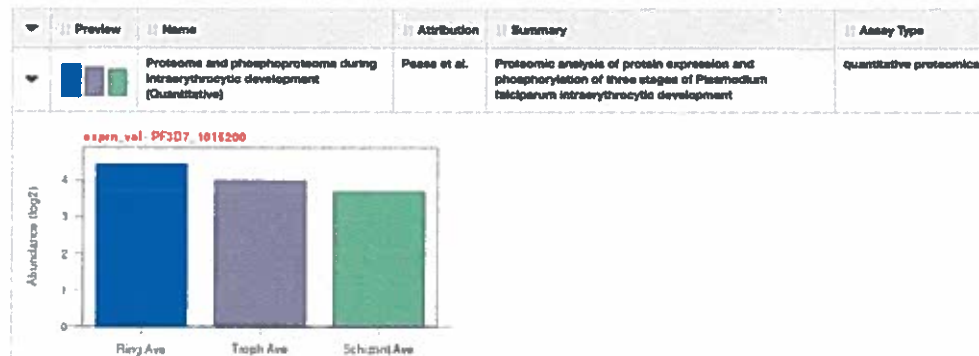 Preview Name Attribution Summary Assay Type
Proteome and phosphoproteome during Pease et al. Proteomic analysis of protein expression and quantitative proteomics
intraerythrocytic development phosphorylation of three stages of Plasmodium
(Quantitative) falciparum intraerythrocytic development
exprn_val - PF3D7_1016200
Abundance (log2)
4
3
2
1
0
Ring Ave Troph Ave Schizont Ave